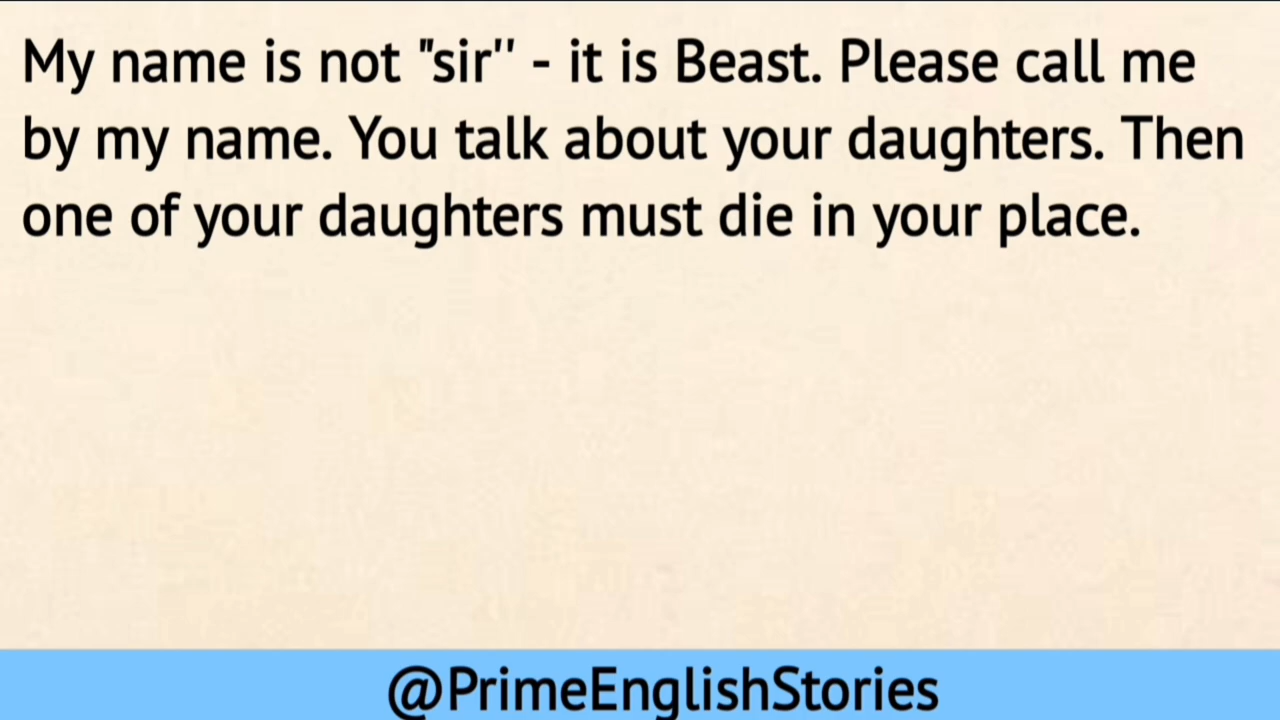 My name is not "sir'' - it is Beast. Please call me
by my name. You talk about your daughters. Then
one of your daughters must die in your place.
@PrimeEnglishStories